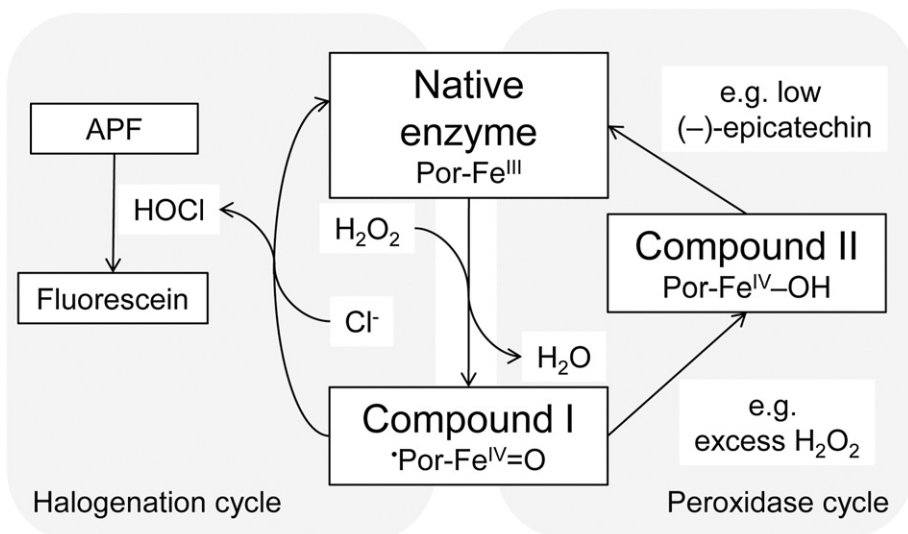 APF
HOCl
Fluorescein
Cl⁻
Halogenation cycle
Native
enzyme
Por-Feᴵᴵᴵ
H₂O₂
H₂O
Compound I
•Por-Feᴵⱽ=O
e.g. low
(–)-epicatechin
Compound II
Por-Feᴵⱽ–OH
e.g.
excess H₂O₂
Peroxidase cycle